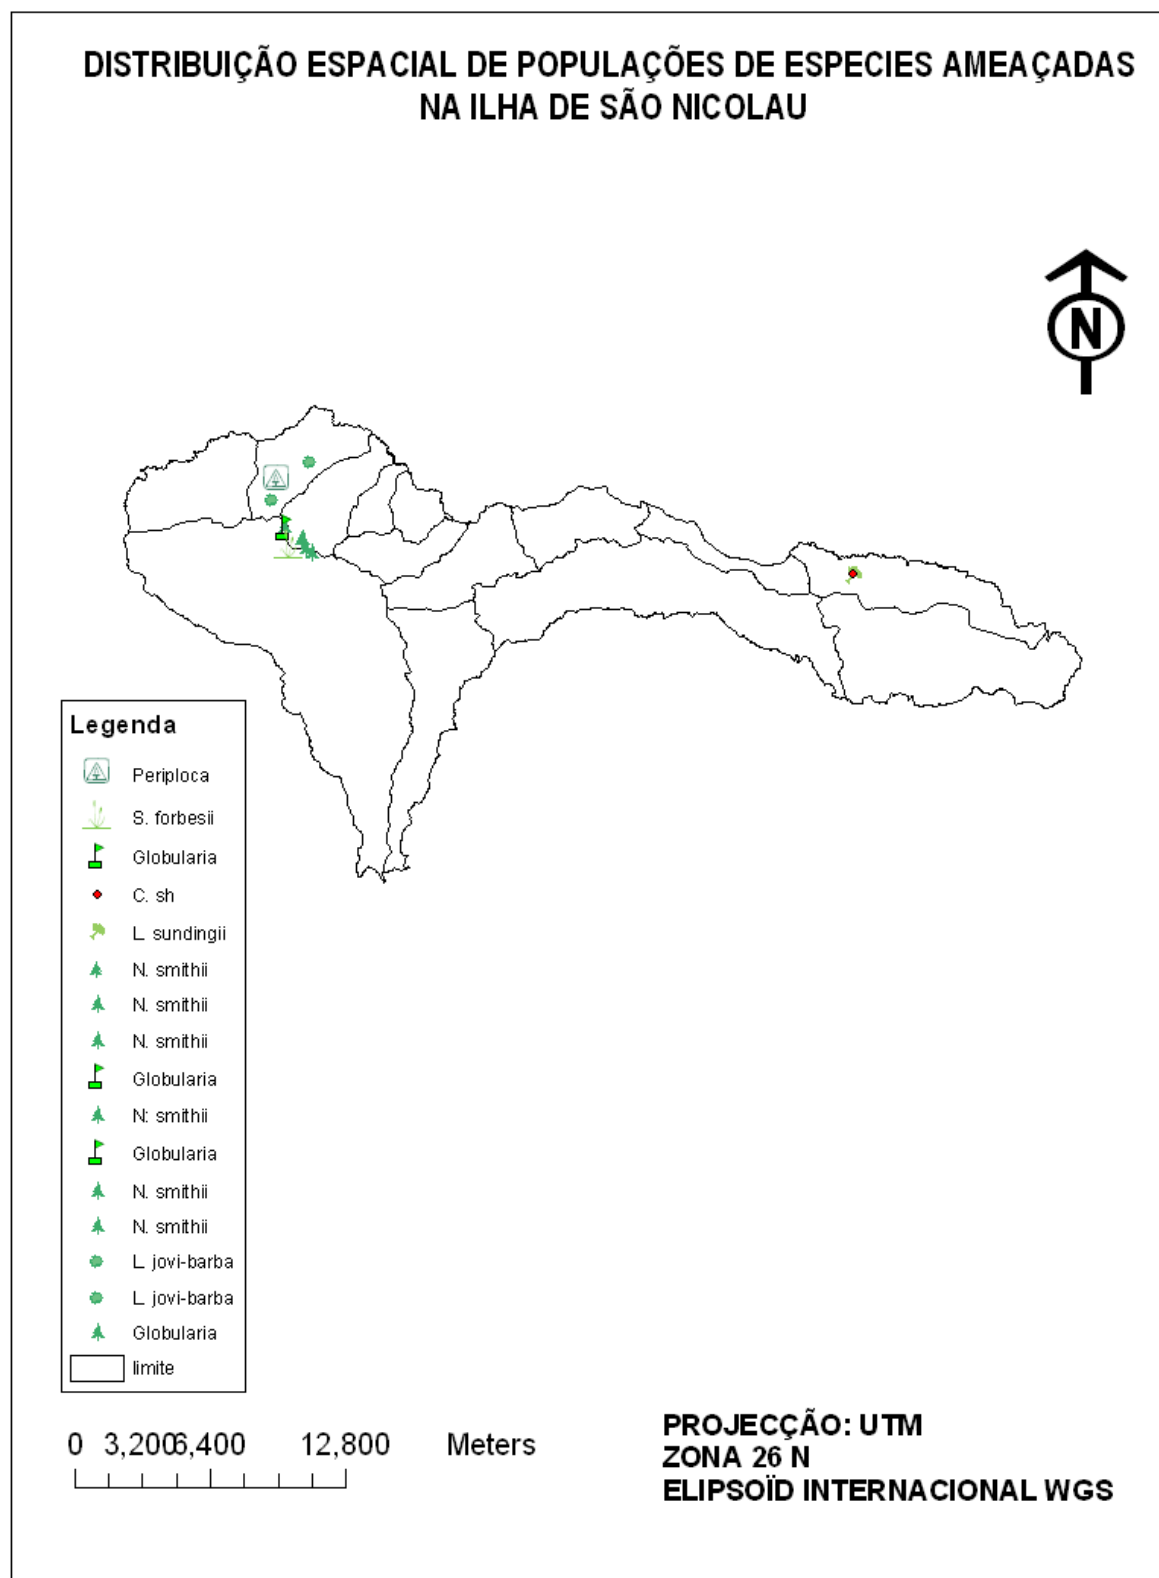 DISTRIBUIÇÃO ESPACIAL DE POPULAÇÕES DE ESPECIES AMEAÇADAS
NA ILHA DE SÃO NICOLAU
N
Legenda
Periploca
S. forbesii
Globularia
C. sh
L. sundingii
N. smithii
N. smithii
N. smithii
Globularia
N: smithii
Globularia
N. smithii
N. smithii
L. jovi-barba
L. jovi-barba
Globularia
limite
0 3,200 6,400 12,800 Meters
PROJECÇÃO: UTM
ZONA 26 N
ELIPSOÏD INTERNACIONAL WGS